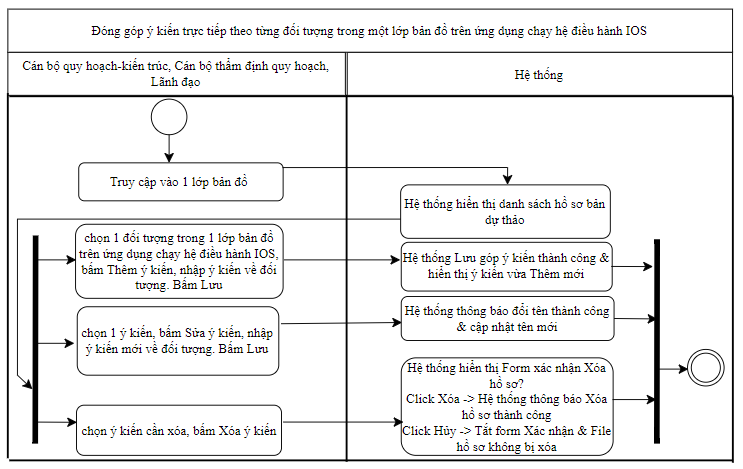 Đóng góp ý kiến trực tiếp theo từng đối tượng trong một lớp bản đồ trên ứng dụng chạy hệ điều hành IOS
Cán bộ quy hoạch-kiến trúc, Cán bộ thẩm định quy hoạch,
Lãnh đạo
Hệ thống
Truy cập vào 1 lớp bản đồ
Hệ thống hiển thị danh sách hồ sơ bản
dự thảo
chọn 1 đối tượng trong 1 lớp bản đồ
trên ứng dụng chạy hệ điều hành IOS,
bấm Thêm ý kiến, nhập ý kiến về đối
tượng. Bấm Lưu
Hệ thống Lưu góp ý kiến thành công &
hiển thị ý kiến vừa Thêm mới
chọn 1 ý kiến, bấm Sửa ý kiến, nhập
ý kiến mới về đối tượng. Bấm Lưu
Hệ thống thông báo đổi tên thành công
& cập nhật tên mới
chọn ý kiến cần xóa, bấm Xóa ý kiến
Hệ thống hiển thị Form xác nhận Xóa
hồ sơ?
Click Xóa -> Hệ thống thông báo Xóa
hồ sơ thành công
Click Hủy -> Tắt form Xác nhận & File
hồ sơ không bị xóa